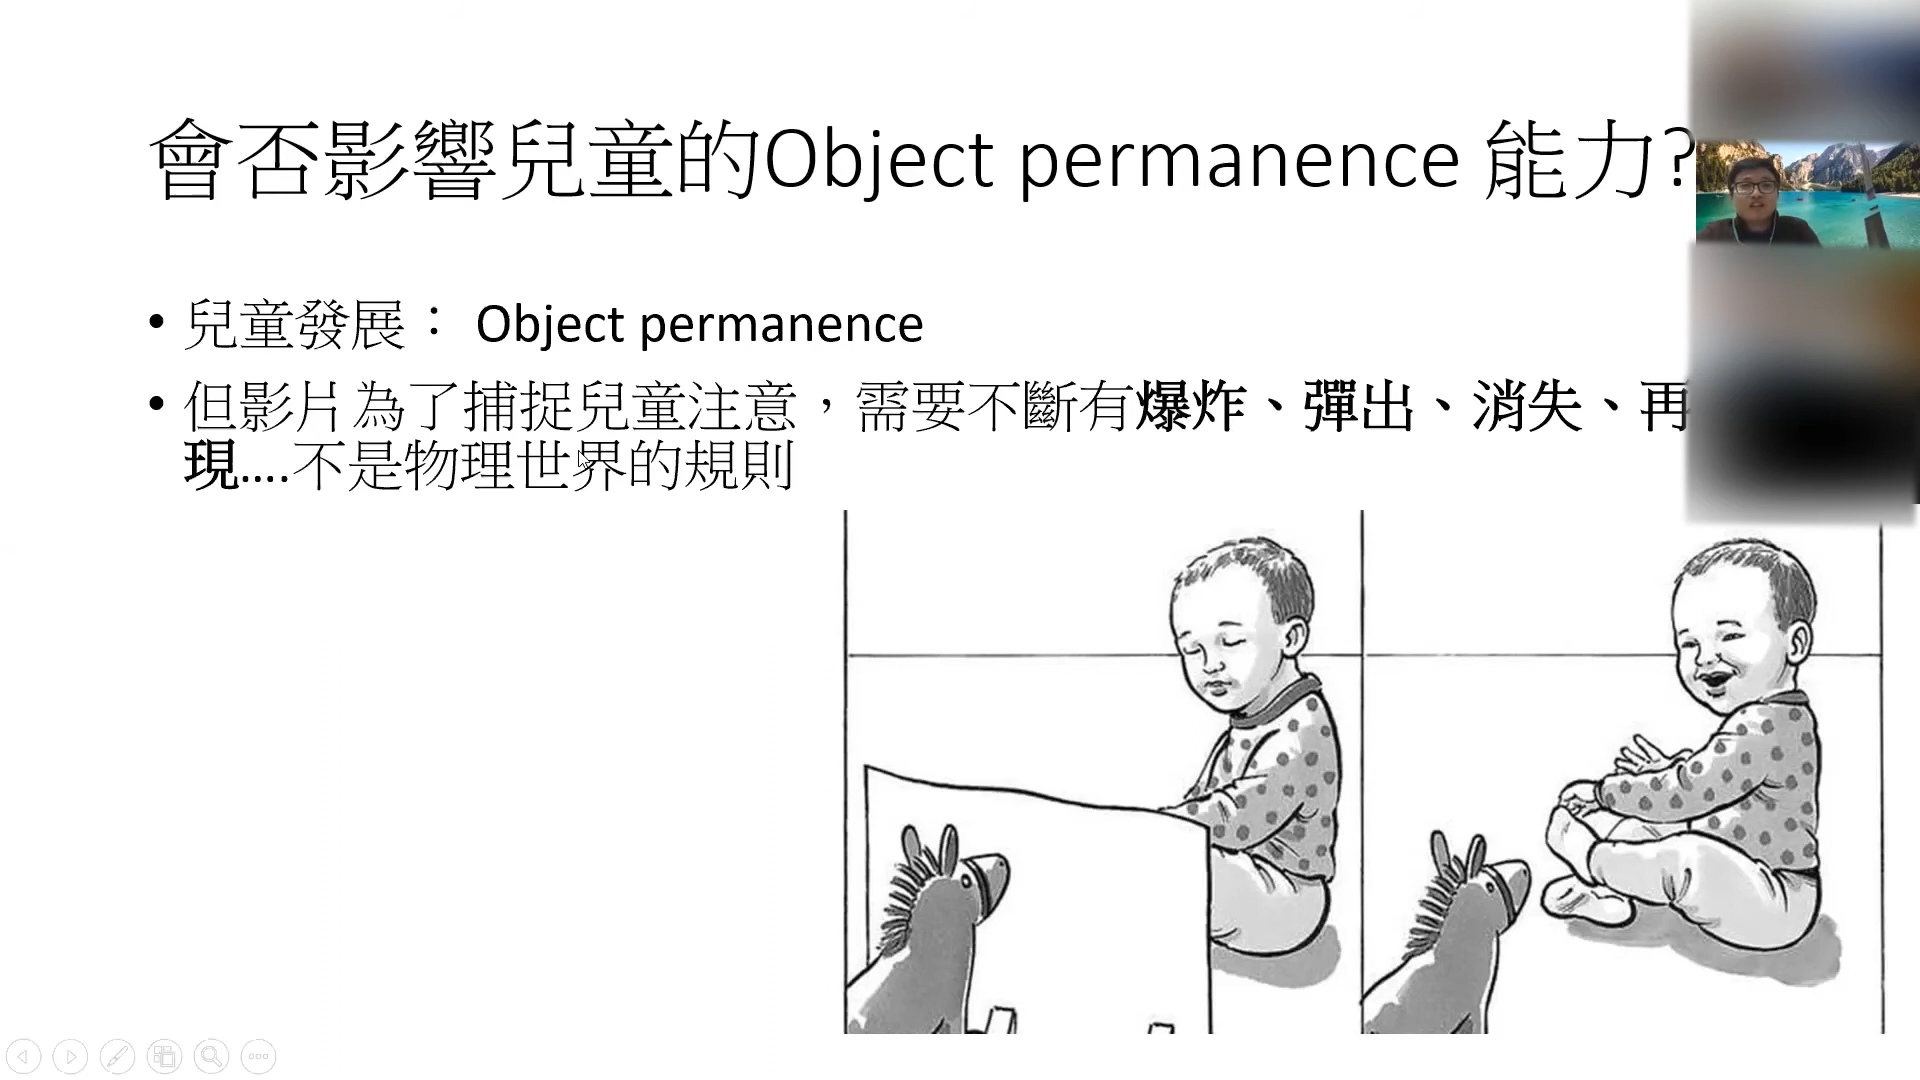 會否影響兒童的Object permanence 能力?
• 兒童發展： Object permanence
• 但影片為了捕捉兒童注意，需要不斷有爆炸、彈出、消失、再
現....不是物理世界的規則